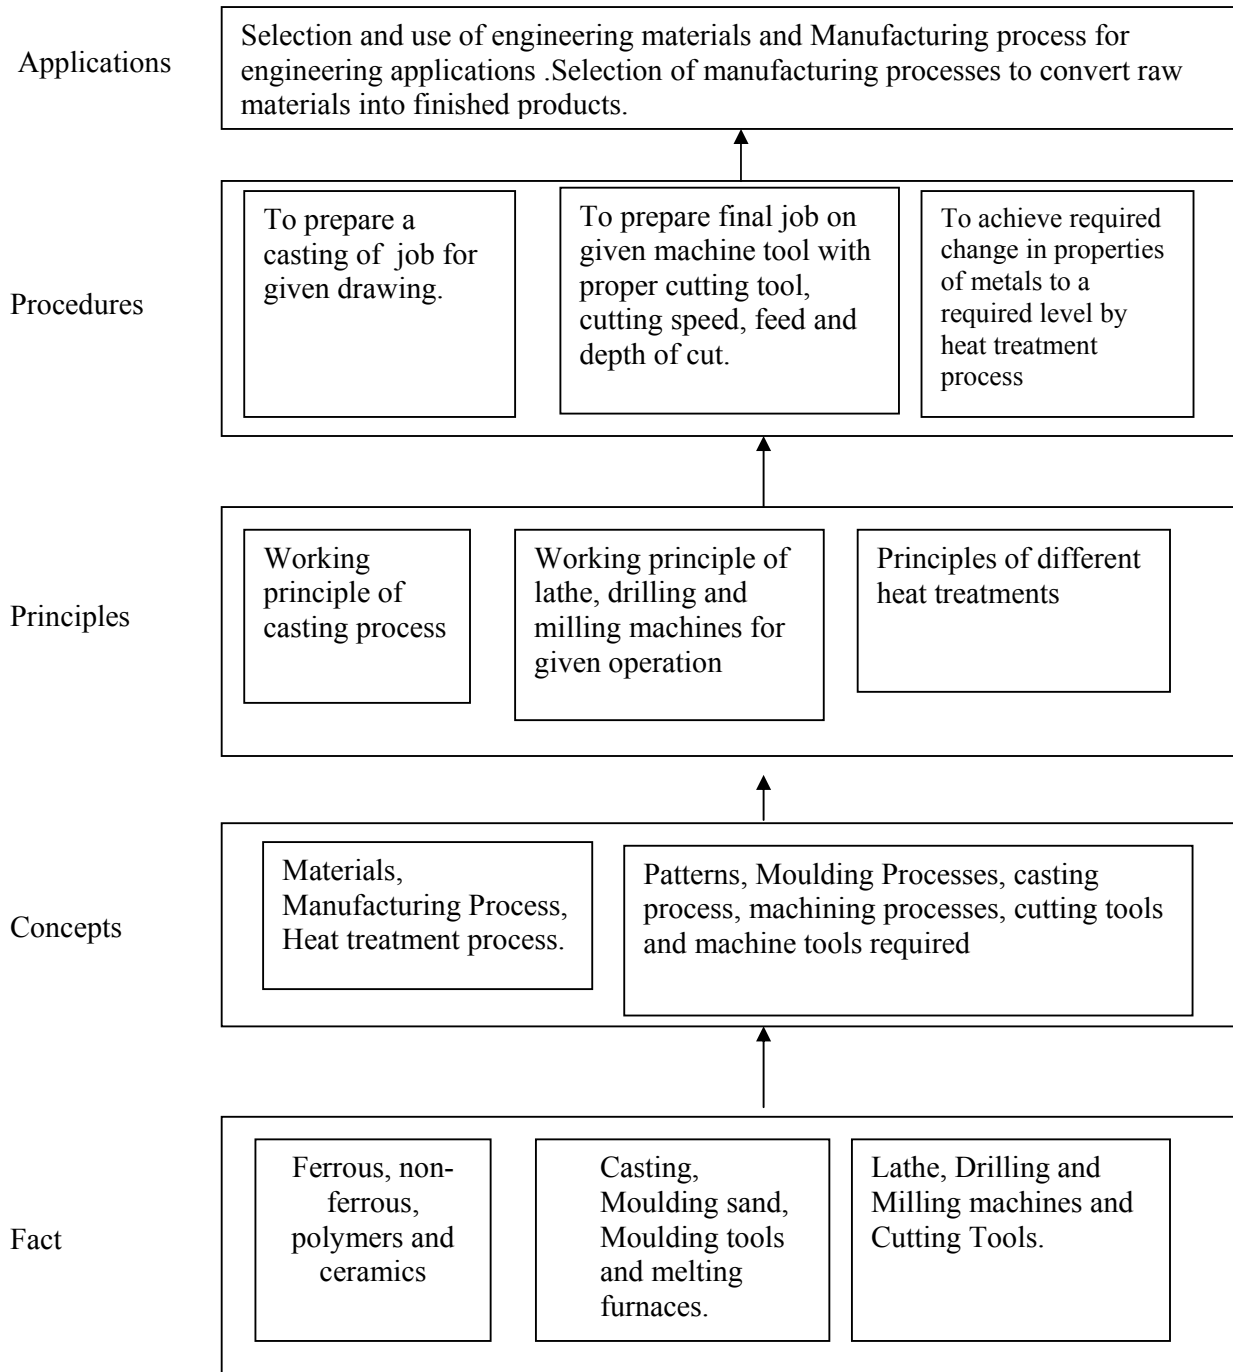 Applications
Selection and use of engineering materials and Manufacturing process for
engineering applications .Selection of manufacturing processes to convert raw
materials into finished products.
Procedures
To prepare a
casting of  job for
given drawing.
To prepare final job on
given machine tool with
proper cutting tool,
cutting speed, feed and
depth of cut.
To achieve required
change in properties
of metals to a
required level by
heat treatment
process
Principles
Working
principle of
casting process
Working principle of
lathe, drilling and
milling machines for
given operation
Principles of different
heat treatments
Concepts
Materials,
Manufacturing Process,
Heat treatment process.
Patterns, Moulding Processes, casting
process, machining processes, cutting tools
and machine tools required
Fact
Ferrous, non-
ferrous,
polymers and
ceramics
Casting,
Moulding sand,
Moulding tools
and melting
furnaces.
Lathe, Drilling and
Milling machines and
Cutting Tools.